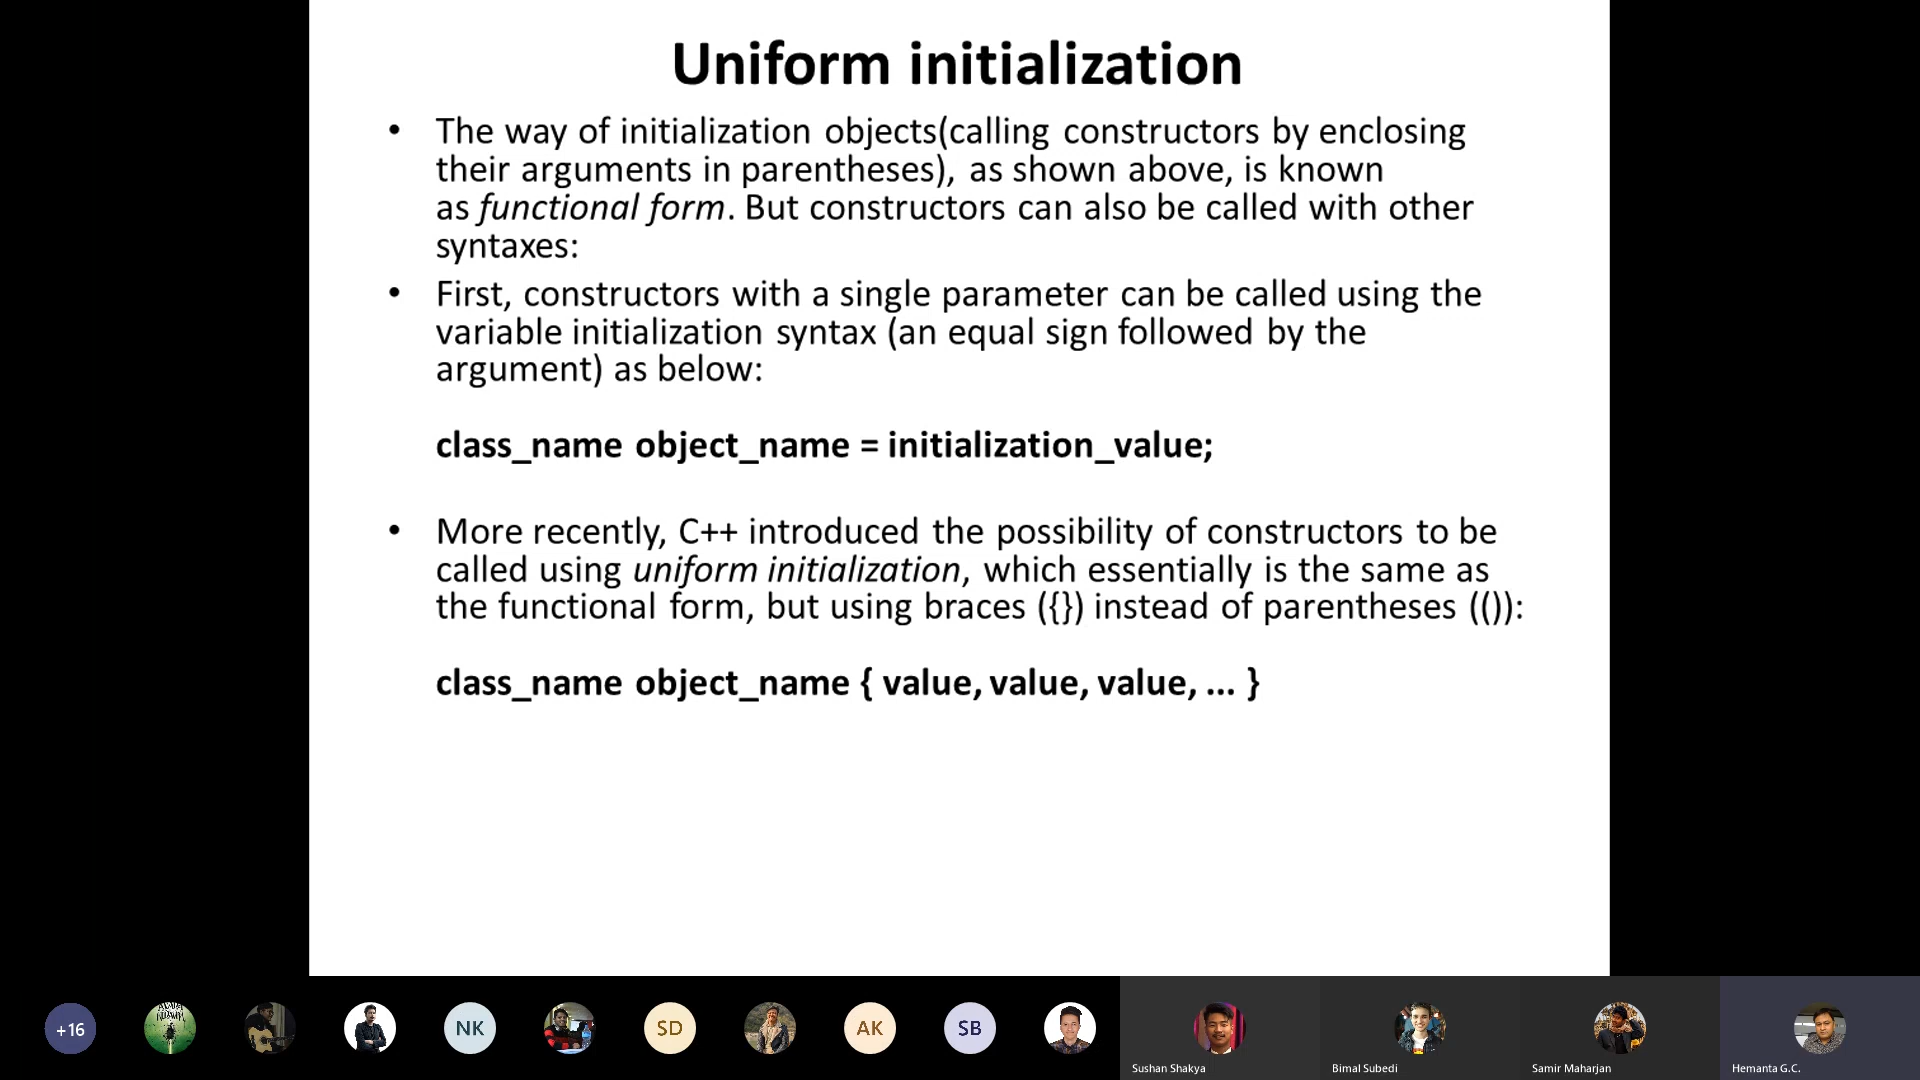 Uniform initialization
• The way of initialization objects(calling constructors by enclosing
their arguments in parentheses), as shown above, is known
as functional form. But constructors can also be called with other
syntaxes:
• First, constructors with a single parameter can be called using the
variable initialization syntax (an equal sign followed by the
argument) as below:
class_name object_name = initialization_value;
• More recently, C++ introduced the possibility of constructors to be
called using uniform initialization, which essentially is the same as
the functional form, but using braces ({}) instead of parentheses (()):
class_name object_name { value, value, value, ... }
+16
NK
SD
AK
SB
Sushan Shakya
Bimal Subedi
Samir Maharjan
Hemanta G.C.